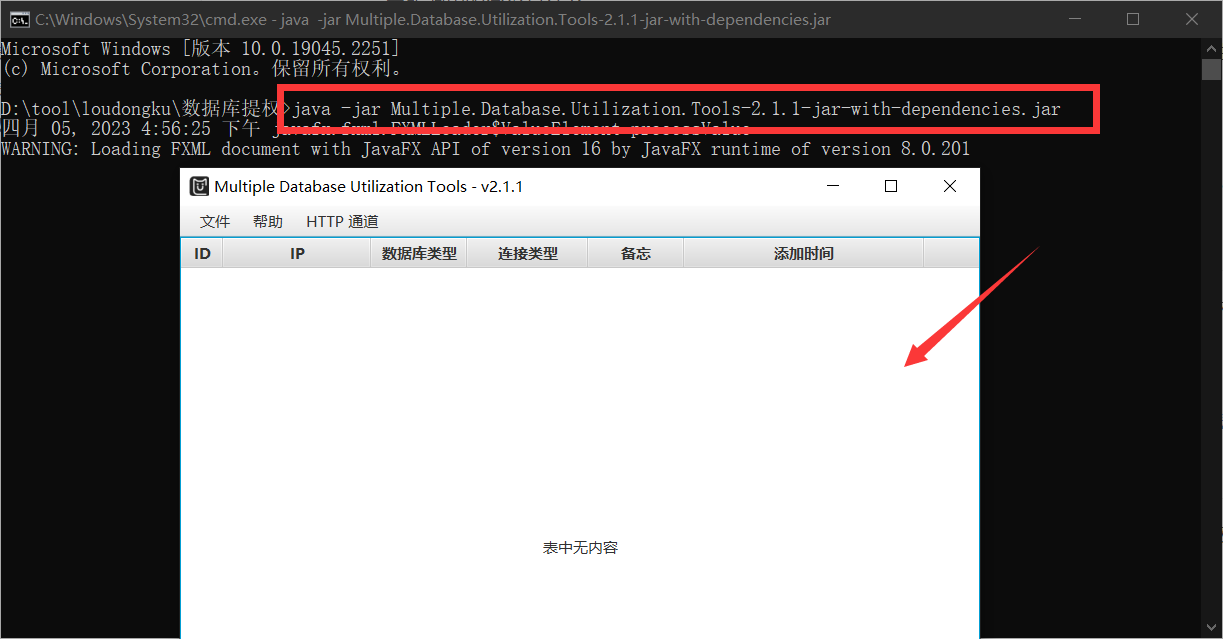 C:\Windows\System32\cmd.exe - java  -jar Multiple.Database.Utilization.Tools-2.1.1-jar-with-dependencies.jar
Microsoft Windows [版本 10.0.19045.2251]
(c) Microsoft Corporation。保留所有权利。
D:\tool\loudongku\数据库提权>java -jar Multiple.Database.Utilization.Tools-2.1.1-jar-with-dependencies.jar
四月 05, 2023 4:56:25 下午 javafx.fxml.FXMLLoader$ValueElement processValue
WARNING: Loading FXML document with JavaFX API of version 16 by JavaFX runtime of version 8.0.201
Multiple Database Utilization Tools - v2.1.1
文件 帮助 HTTP 通道
ID IP 数据库类型 连接类型 备忘 添加时间
表中无内容